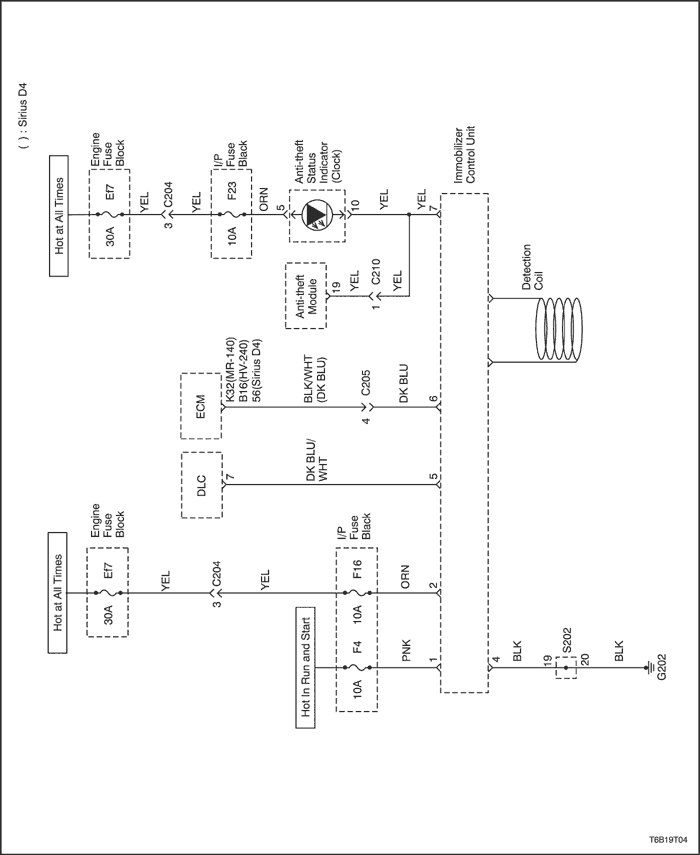 ( ) : Sirius D4
Hot at All Times
Engine
Fuse
Block
Ef7
30A
YEL
3
C204
YEL
I/P
Fuse
Black
F16
10A
ORN
2
Hot In Run and Start
F4
10A
PNK
1
DLC
7
DK BLU/
WHT
5
ECM
K32(MR-140)
B16(HV-240)
56(Sirius D4)
BLK/WHT
(DK BLU)
4
C205
DK BLU
6
Hot at All Times
Engine
Fuse
Block
Ef7
30A
YEL
3
C204
YEL
I/P
Fuse
Black
F23
10A
ORN
5
Anti-theft
Status
Indicator
(Clock)
10
YEL
YEL
7
Anti-theft
Module
19
YEL
1
C210
YEL
Immobilizer
Control Unit
Detection
Coil
4
BLK
19
S202
20
BLK
G202
T6B19T04